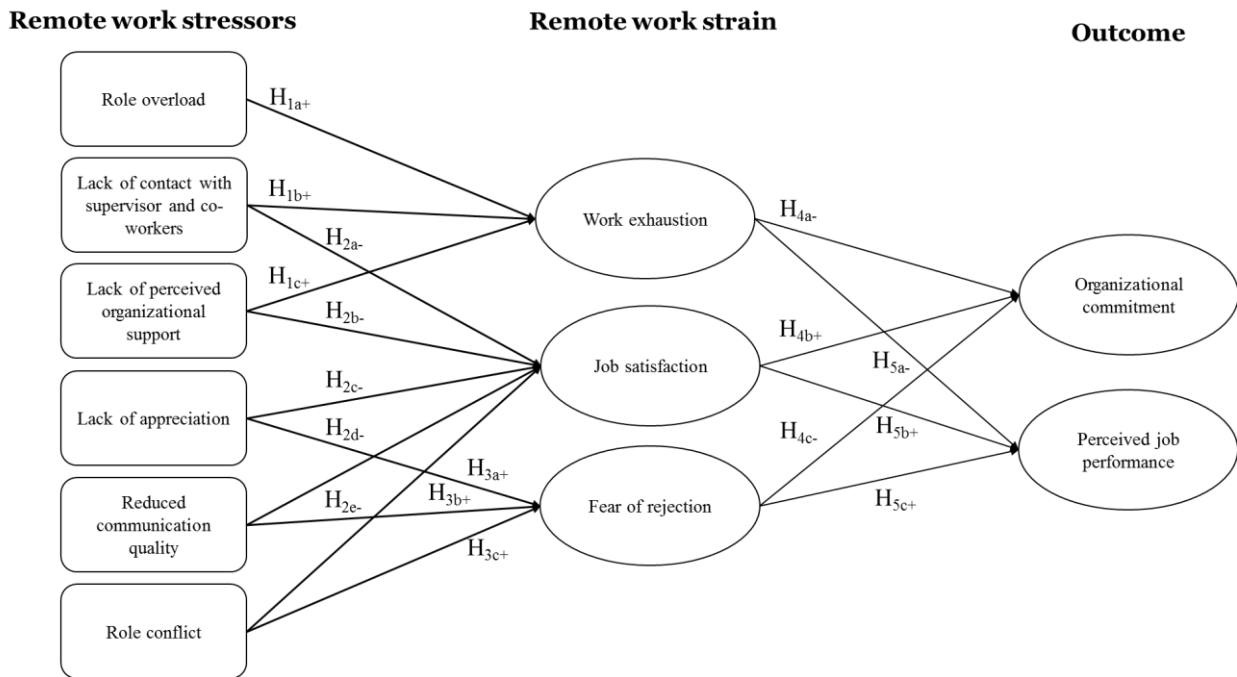 Remote work stressors
Remote work strain
Outcome
Role overload
Lack of contact with
supervisor and co-
workers
Lack of perceived
organizational
support
Lack of appreciation
Reduced
communication
quality
Role conflict
H1a+
H1b+
H2a-
H1c+
H2b-
H2c-
H2d-
H3a+
H2e-
H3b+
H3c+
Work exhaustion
Job satisfaction
Fear of rejection
H4a-
H4b+
H5a-
H4c-
H5b+
H5c+
Organizational
commitment
Perceived job
performance